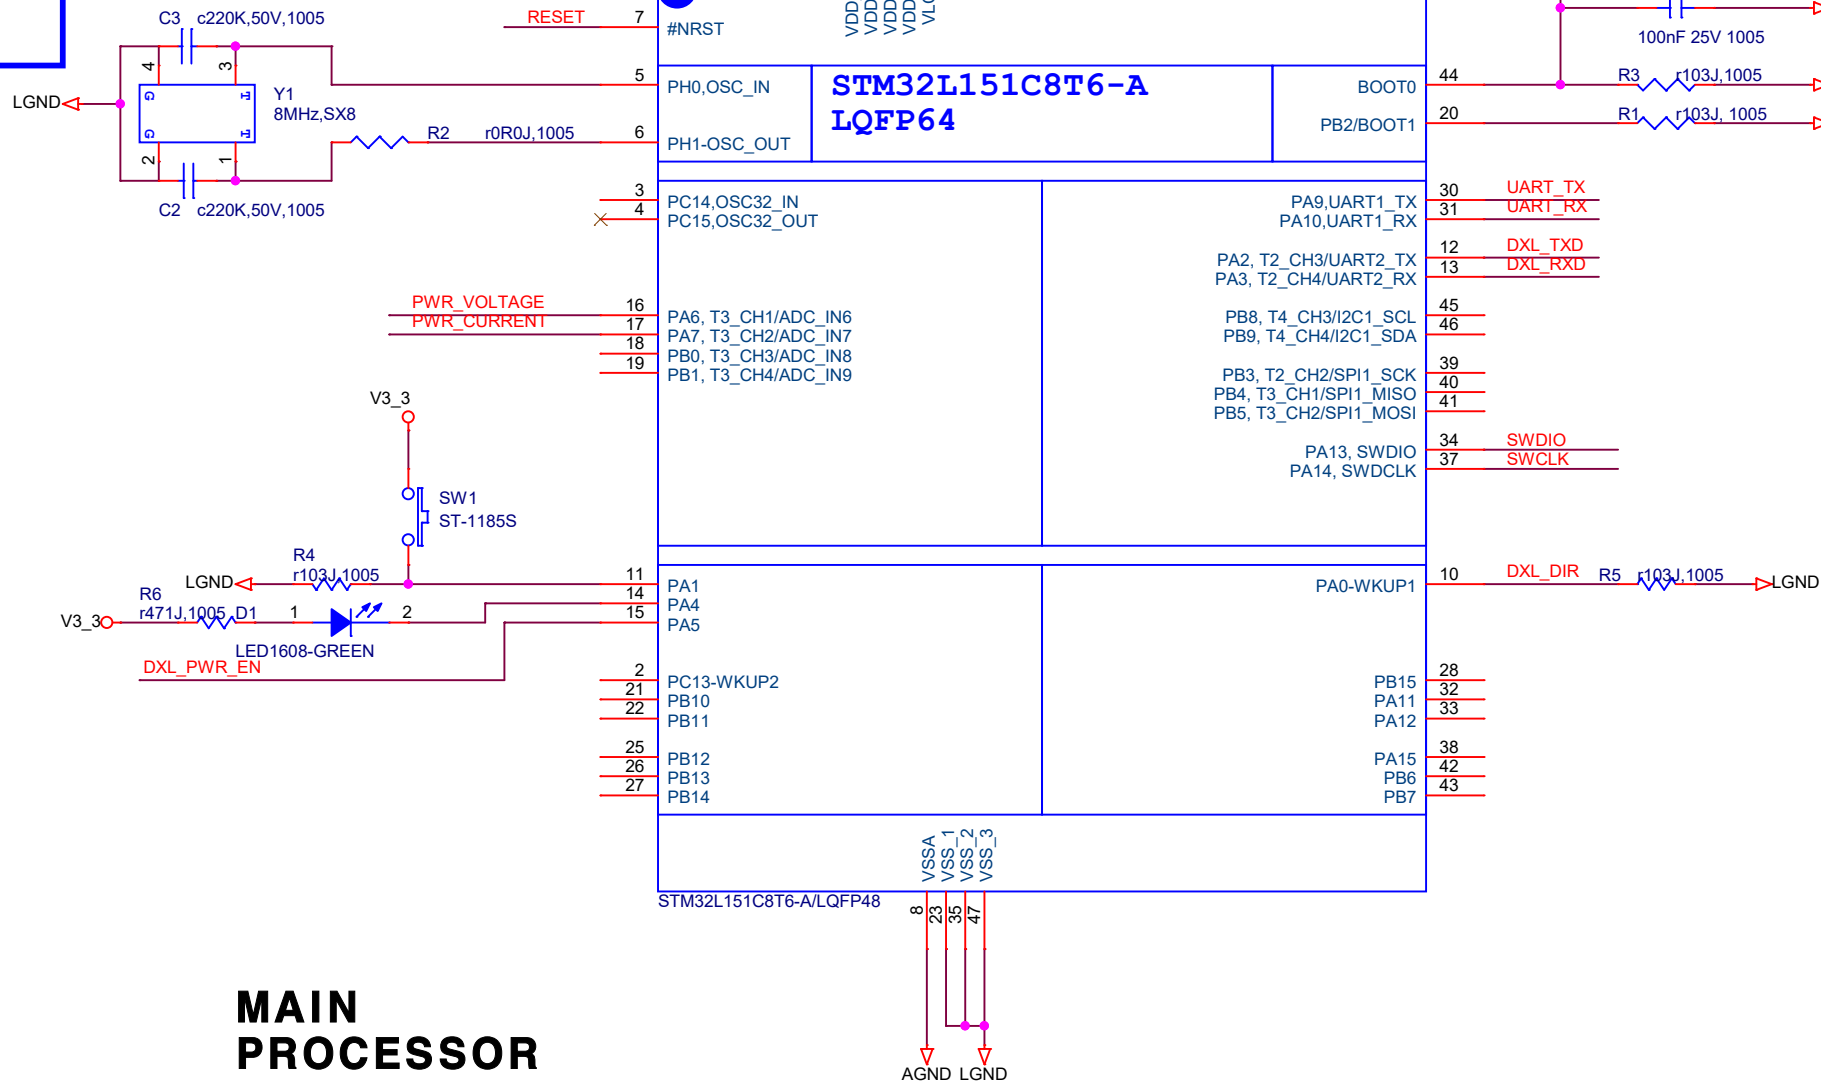 C3 c220K,50V,1005
4
3
LGND
G
T
G
T
Y1
8MHz,SX8
2
1
C2 c220K,50V,1005
R2 r0R0J,1005
RESET
7
#NRST
VDD
VDD
VDD
VDD
5
PH0,OSC_IN
6
PH1-OSC_OUT
STM32L151C8T6-A
LQFP64
BOOT0
44
PB2/BOOT1
20
100nF 25V 1005
R3 r103J,1005
R1 r103J, 1005
3
PC14,OSC32_IN
4
PC15,OSC32_OUT
PA9,UART1_TX
30
UART_TX
PA10,UART1_RX
31
UART_RX
PA2, T2_CH3/UART2_TX
12
DXL_TXD
PA3, T2_CH4/UART2_RX
13
DXL_RXD
PWR_VOLTAGE
16
PA6, T3_CH1/ADC_IN6
PWR_CURRENT
17
PA7, T3_CH2/ADC_IN7
18
PB0, T3_CH3/ADC_IN8
19
PB1, T3_CH4/ADC_IN9
PB8, T4_CH3/I2C1_SCL
45
PB9, T4_CH4/I2C1_SDA
46
PB3, T2_CH2/SPI1_SCK
39
PB4, T3_CH1/SPI1_MISO
40
PB5, T3_CH2/SPI1_MOSI
41
PA13, SWDIO
34
SWDIO
PA14, SWDCLK
37
SWCLK
V3_3
SW1
ST-1185S
R4
r103J,1005
LGND
11
PA1
R6
r471J,1005
V3_3
D1
1
2
LED1608-GREEN
14
PA4
15
PA5
DXL_PWR_EN
PA0-WKUP1
10
DXL_DIR
R5 r103J,1005
LGND
2
PC13-WKUP2
21
PB10
22
PB11
25
PB12
26
PB13
27
PB14
PB15
28
PA11
32
PA12
33
PA15
38
PB6
42
PB7
43
VSSA
VSS_1
VSS_2
VSS_3
STM32L151C8T6-A/LQFP48
8
23
35
47
AGND LGND
MAIN
PROCESSOR